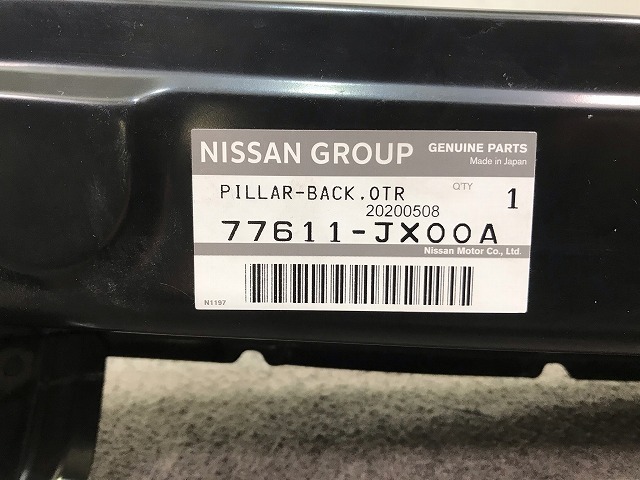 NISSAN GROUP GENUINE PARTS
Made in Japan
PILLAR-BACK.OTR Q'TY 1
20200508
77611-JX00A
Nissan Motor Co., Ltd.
N1197